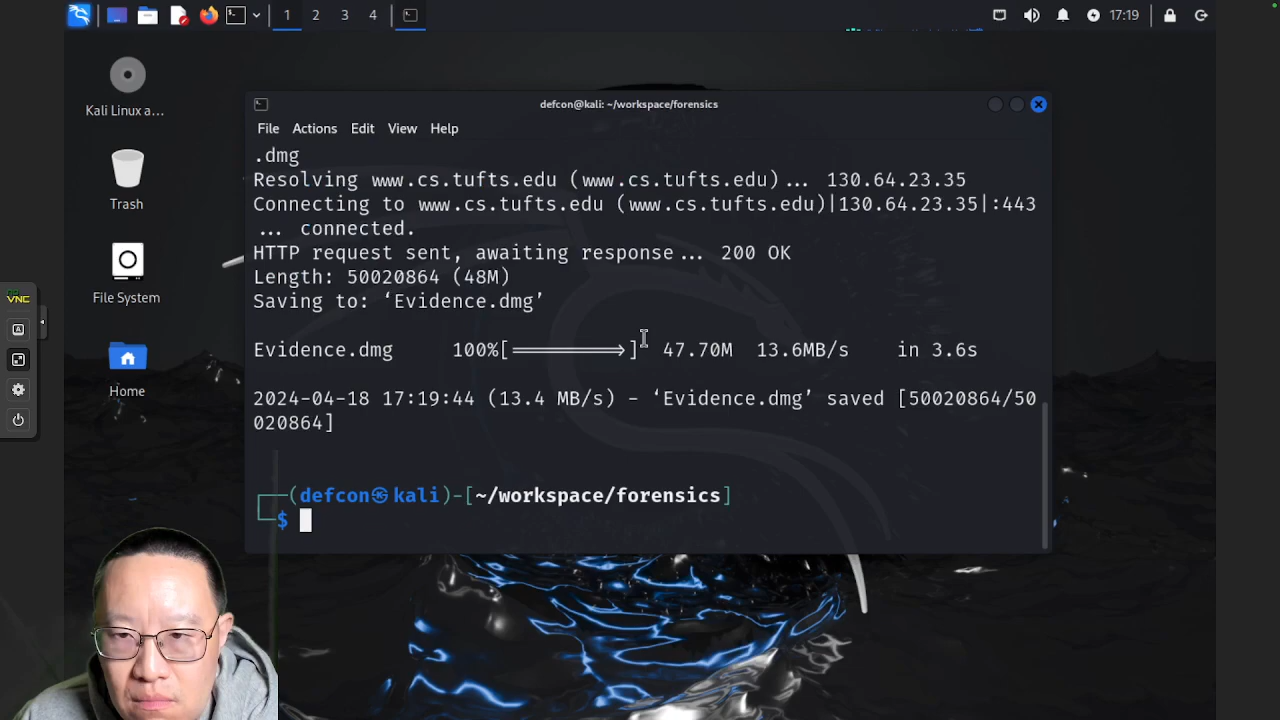 1 2 3 4 17:19
Kali Linux a...
Trash
File System
Home
VNC
A
defcon@kali: ~/workspace/forensics
File Actions Edit View Help
.dmg
Resolving www.cs.tufts.edu (www.cs.tufts.edu)... 130.64.23.35
Connecting to www.cs.tufts.edu (www.cs.tufts.edu)|130.64.23.35|:443
... connected.
HTTP request sent, awaiting response... 200 OK
Length: 50020864 (48M)
Saving to: ‘Evidence.dmg’
Evidence.dmg 100%[===========>] 47.70M 13.6MB/s in 3.6s
2024-04-18 17:19:44 (13.4 MB/s) - ‘Evidence.dmg’ saved [50020864/50
020864]
┌──(defcon㉿kali)-[~/workspace/forensics]
└─$